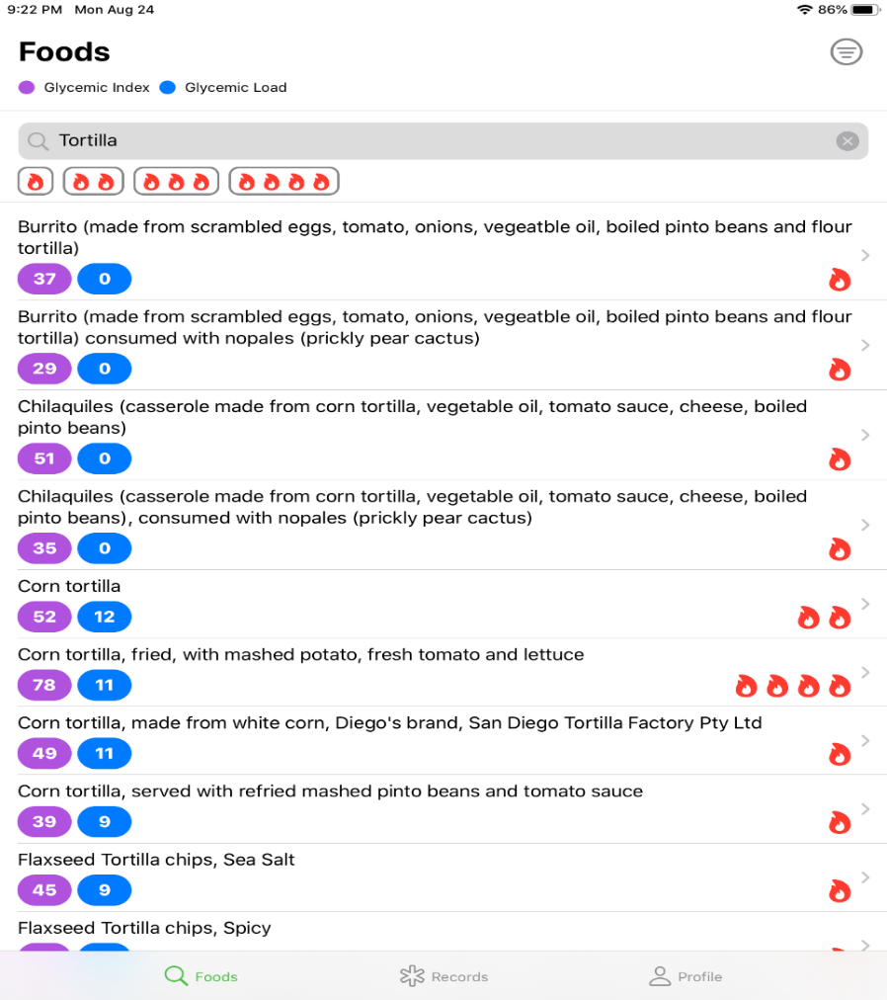 9:22 PM Mon Aug 24 86%
Foods
Glycemic Index Glycemic Load
Tortilla
Burrito (made from scrambled eggs, tomato, onions, vegeatble oil, boiled pinto beans and flour
tortilla)
37 0
Burrito (made from scrambled eggs, tomato, onions, vegeatble oil, boiled pinto beans and flour
tortilla) consumed with nopales (prickly pear cactus)
29 0
Chilaquiles (casserole made from corn tortilla, vegetable oil, tomato sauce, cheese, boiled
pinto beans)
51 0
Chilaquiles (casserole made from corn tortilla, vegetable oil, tomato sauce, cheese, boiled
pinto beans), consumed with nopales (prickly pear cactus)
35 0
Corn tortilla
52 12
Corn tortilla, fried, with mashed potato, fresh tomato and lettuce
78 11
Corn tortilla, made from white corn, Diego's brand, San Diego Tortilla Factory Pty Ltd
49 11
Corn tortilla, served with refried mashed pinto beans and tomato sauce
39 9
Flaxseed Tortilla chips, Sea Salt
45 9
Flaxseed Tortilla chips, Spicy
Foods Records Profile